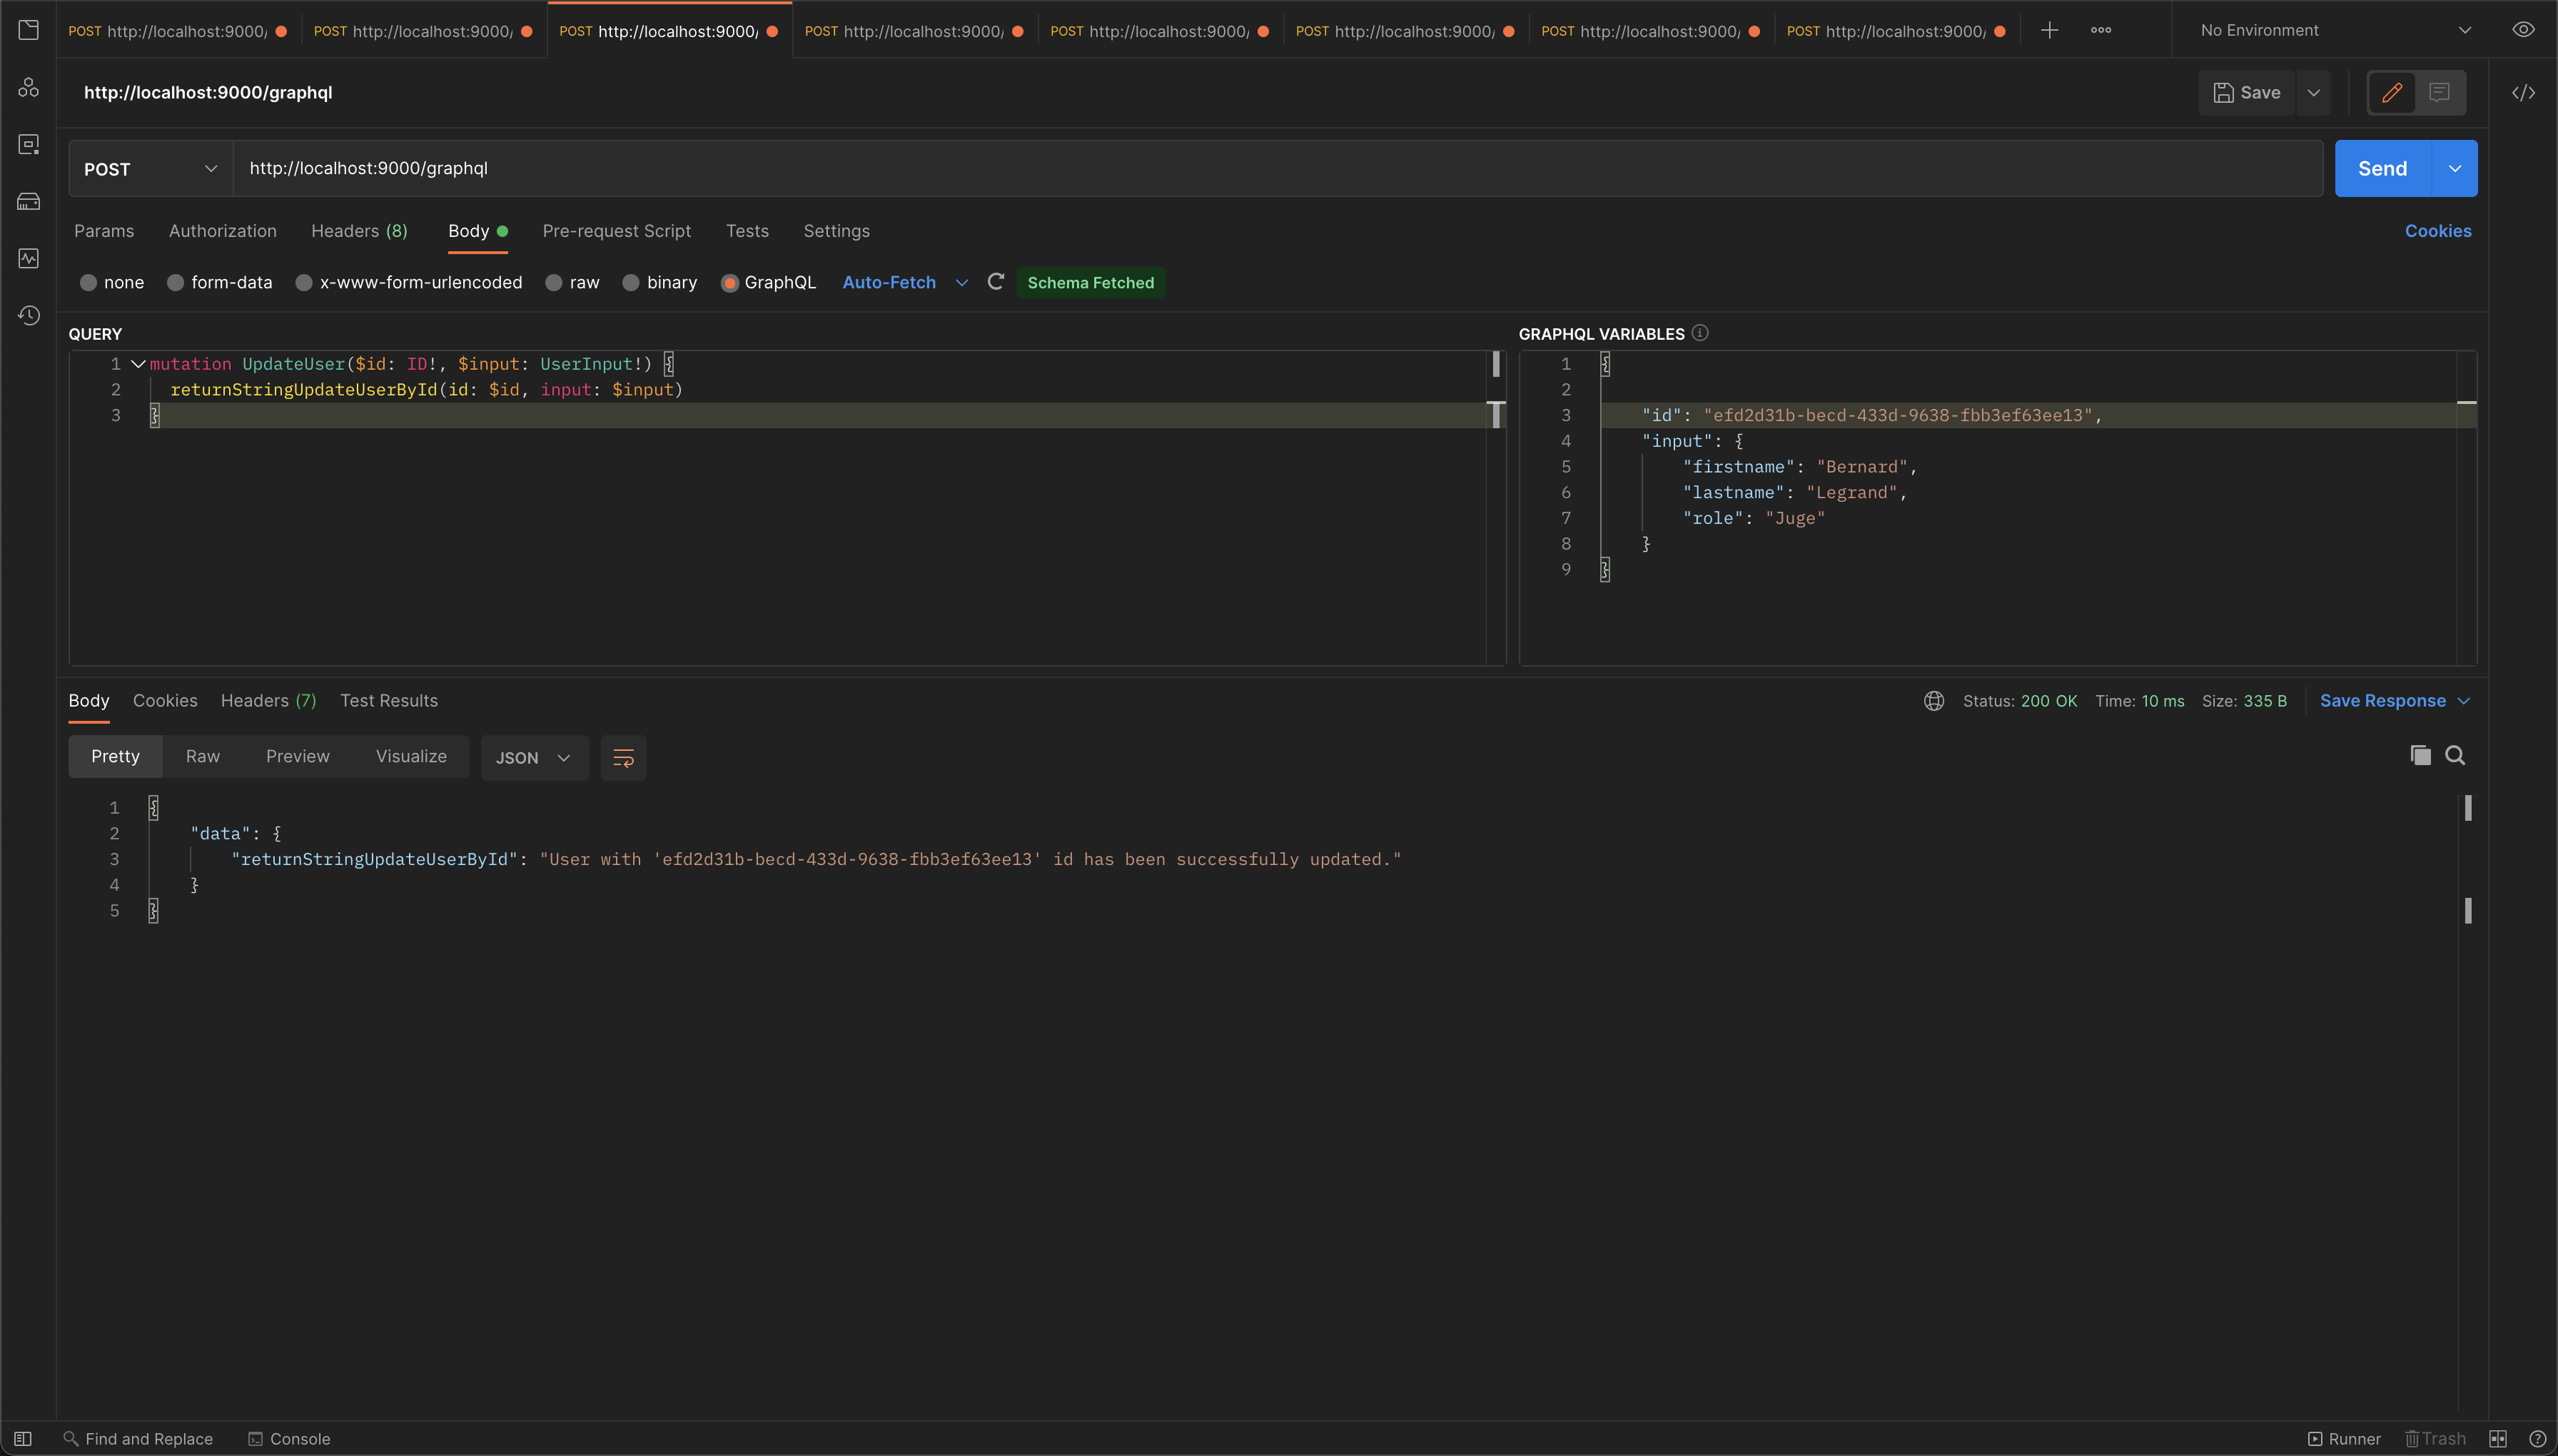 POST http://localhost:9000/ POST http://localhost:9000/ POST http://localhost:9000/ POST http://localhost:9000/ POST http://localhost:9000/ POST http://localhost:9000/ POST http://localhost:9000/ POST http://localhost:9000/ No Environment
http://localhost:9000/graphql Save
POST http://localhost:9000/graphql Send
Params Authorization Headers (8) Body Pre-request Script Tests Settings Cookies
none form-data x-www-form-urlencoded raw binary GraphQL Auto-Fetch Schema Fetched
QUERY
1 mutation UpdateUser($id: ID!, $input: UserInput!) {
2 returnStringUpdateUserById(id: $id, input: $input)
3 }
GRAPHQL VARIABLES
1 {
2
3 "id": "efd2d31b-becd-433d-9638-fbb3ef63ee13",
4 "input": {
5 "firstname": "Bernard",
6 "lastname": "Legrand",
7 "role": "Juge"
8 }
9 }
Body Cookies Headers (7) Test Results Status: 200 OK Time: 10 ms Size: 335 B Save Response
Pretty Raw Preview Visualize JSON
1 {
2 "data": {
3 "returnStringUpdateUserById": "User with 'efd2d31b-becd-433d-9638-fbb3ef63ee13' id has been successfully updated."
4 }
5 }
Find and Replace Console Runner Trash